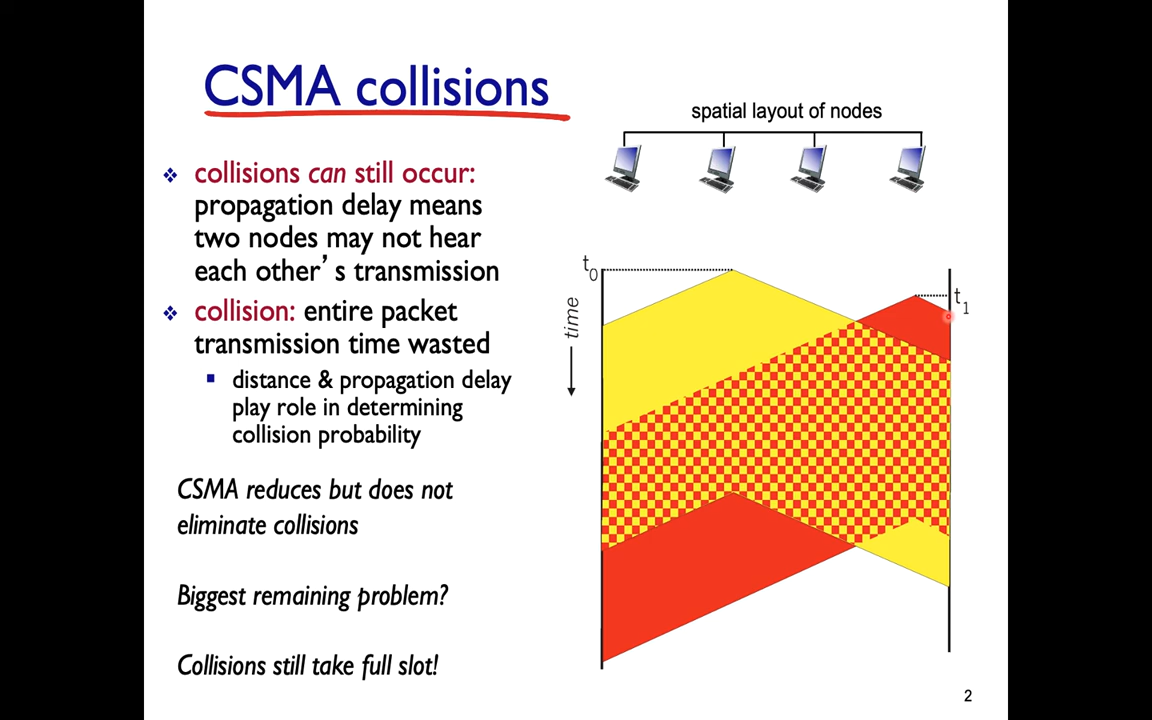 CSMA collisions
spatial layout of nodes
❖ collisions can still occur:
propagation delay means
two nodes may not hear
each other’s transmission
❖ collision: entire packet
transmission time wasted
▪ distance & propagation delay
play role in determining
collision probability
CSMA reduces but does not
eliminate collisions
Biggest remaining problem?
Collisions still take full slot!
t0
time
t1
2